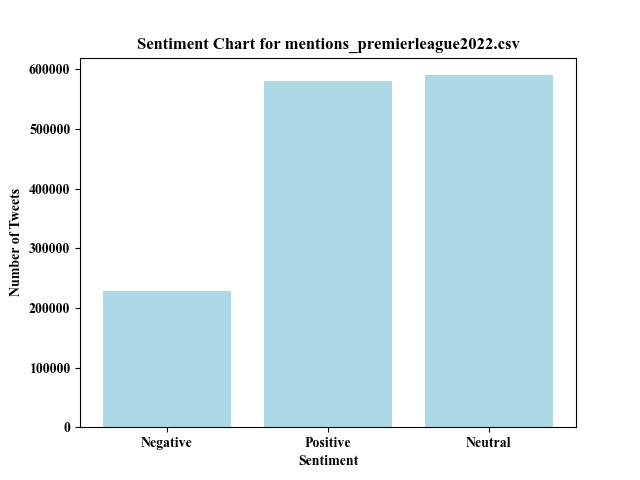 Sentiment Chart for mentions_premierleague2022.csv
600000
500000
400000
300000
200000
100000
0
Number of Tweets
Negative Positive Neutral
Sentiment